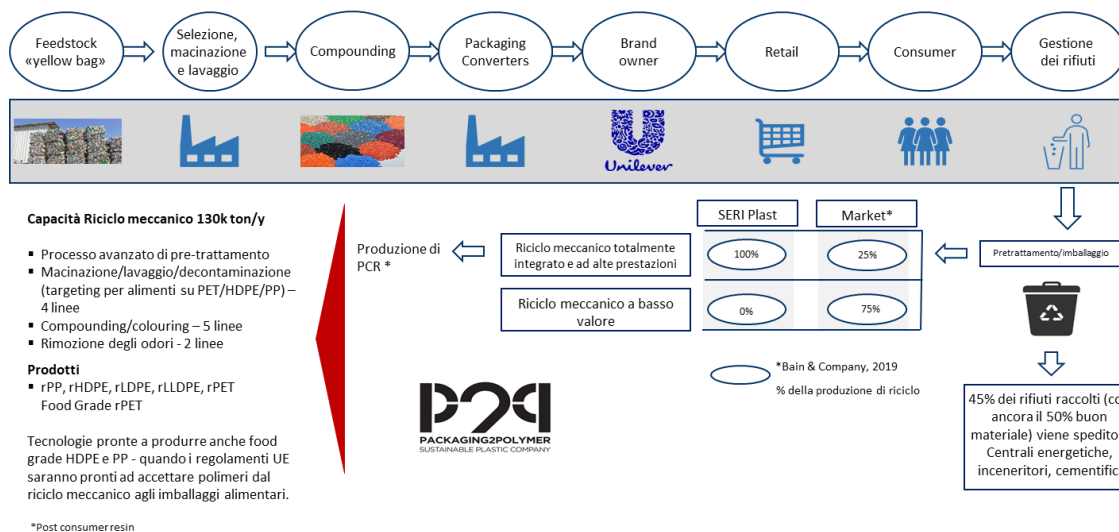 Feedstock
«yellow bag»
Selezione,
macinazione
e lavaggio
Compounding
Packaging
Converters
Brand
owner
Retail
Consumer
Gestione
dei rifiuti
Unilever
Capacità Riciclo meccanico 130k ton/y
▪ Processo avanzato di pre-trattamento
▪ Macinazione/lavaggio/decontaminazione
(targeting per alimenti su PET/HDPE/PP) –
4 linee
▪ Compounding/colouring – 5 linee
▪ Rimozione degli odori - 2 linee
Prodotti
▪ rPP, rHDPE, rLDPE, rLLDPE, rPET
Food Grade rPET
Tecnologie pronte a produrre anche food
grade HDPE e PP - quando i regolamenti UE
saranno pronti ad accettare polimeri dal
riciclo meccanico agli imballaggi alimentari.
*Post consumer resin
Produzione di
PCR *
SERI Plast
Market*
Riciclo meccanico totalmente
integrato e ad alte prestazioni
100%
25%
Riciclo meccanico a basso
valore
0%
75%
*Bain & Company, 2019
% della produzione di riciclo
P2P
PACKAGING2POLYMER
SUSTAINABLE PLASTIC COMPANY
Pretrattamento/imballaggio
45% dei rifiuti raccolti (co
ancora il 50% buon
materiale) viene spedito
Centrali energetiche,
inceneritori, cementific